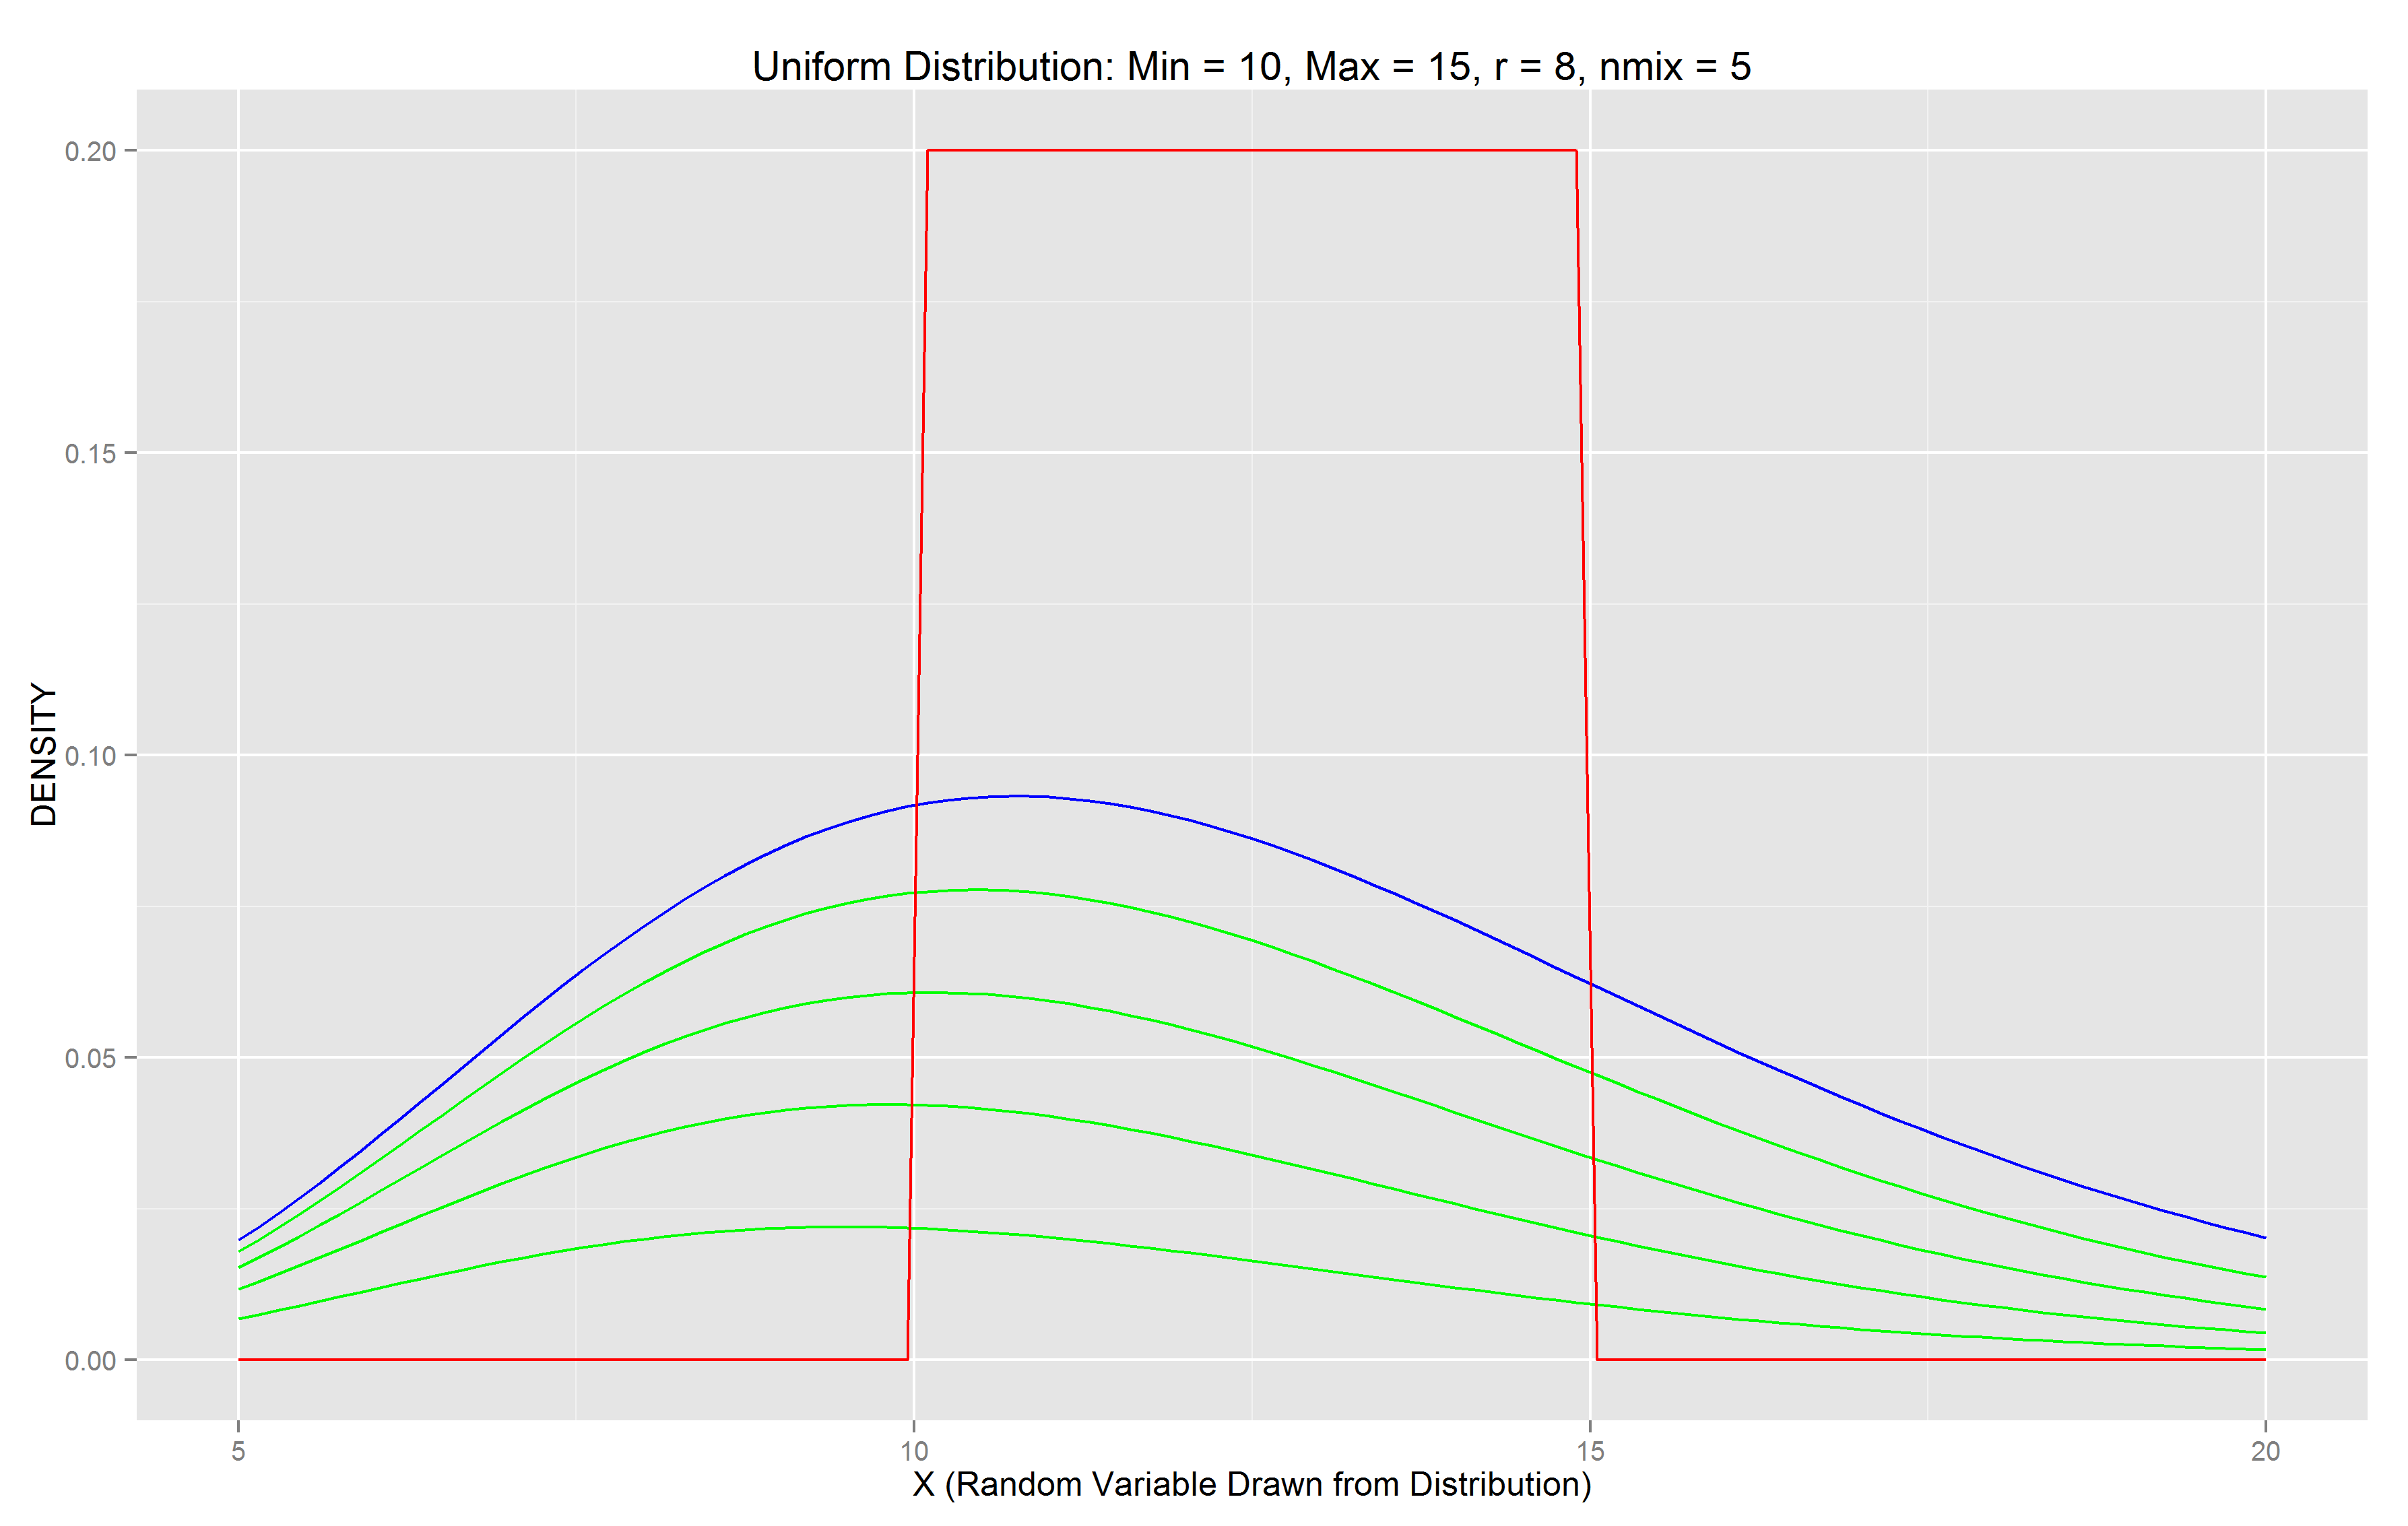 Uniform Distribution: Min = 10, Max = 15, r = 8, nmix = 5
0.20
0.15
0.10
0.05
0.00
DENSITY
5 10 15 20
X (Random Variable Drawn from Distribution)